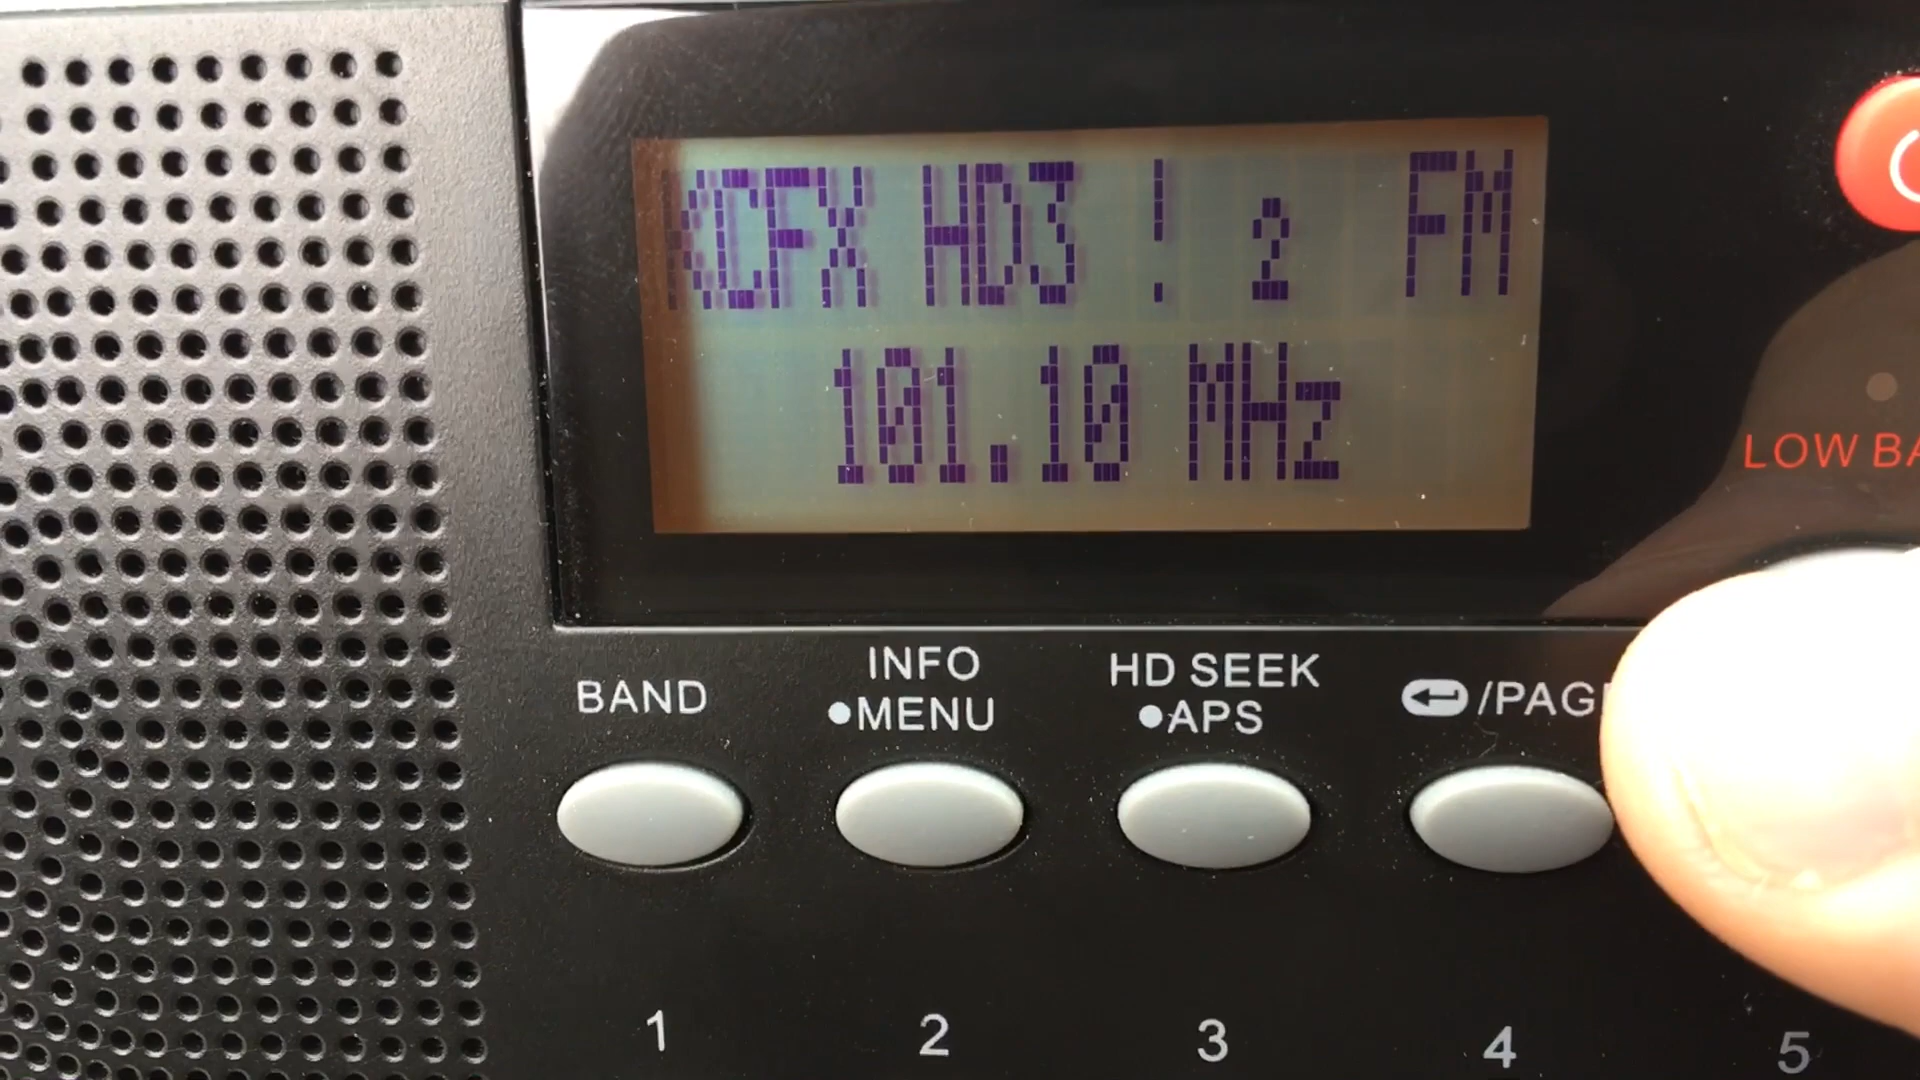 KCFX HD3 ! 2 FM
101.10 MHz
LOW BA
BAND
INFO
•MENU
HD SEEK
•APS
/PAG
1
2
3
4
5